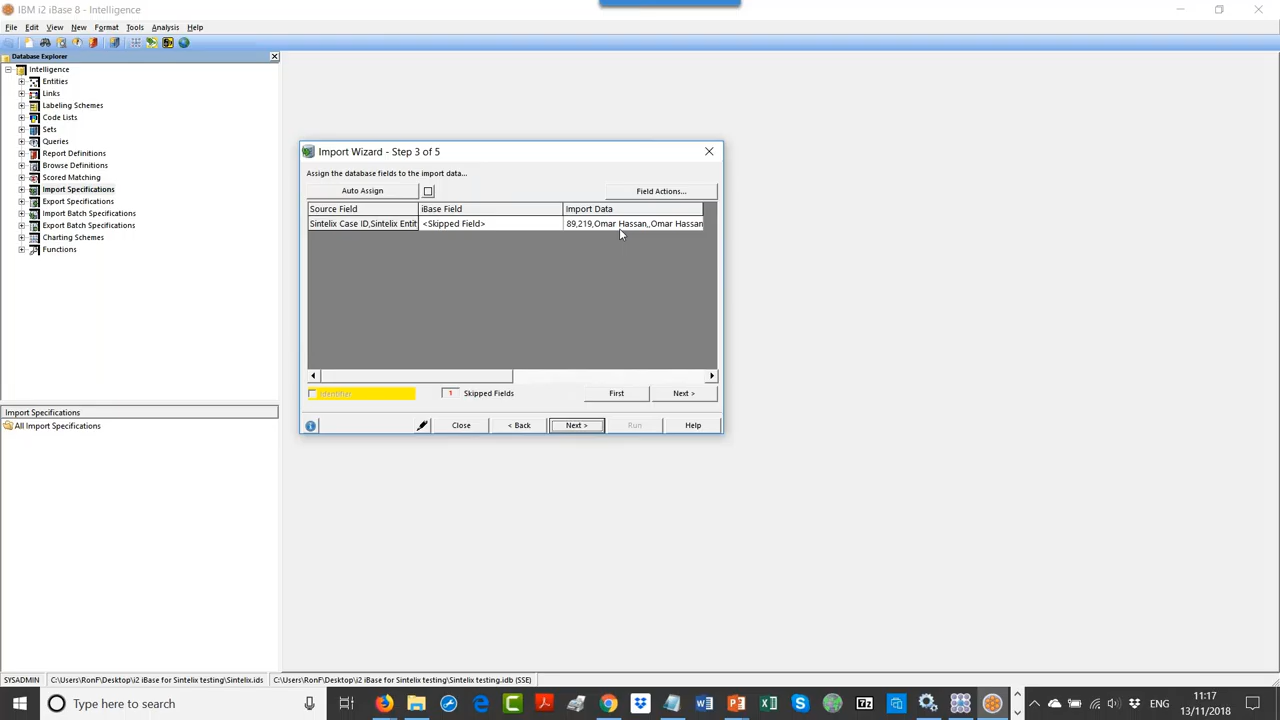 IBM i2 iBase 8 - Intelligence
File Edit View New Format Tools Analysis Help
Database Explorer
Intelligence
Entities
Links
Labeling Schemes
Code Lists
Sets
Queries
Report Definitions
Browse Definitions
Scored Matching
Import Specifications
Export Specifications
Import Batch Specifications
Export Batch Specifications
Charting Schemes
Functions
Import Specifications
All Import Specifications
Import Wizard - Step 3 of 5
Assign the database fields to the import data...
Auto Assign Field Actions...
Source Field iBase Field Import Data
Sintelix Case ID,Sintelix Entit <Skipped Field> 89,219,Omar Hassan,,Omar Hassan
Identifier 1 Skipped Fields First Next >
Close < Back Next > Run Help
SYSADMIN C:\Users\RonF\Desktop\i2 iBase for Sintelix testing\Sintelix.ids C:\Users\RonF\Desktop\i2 iBase for Sintelix testing\Sintelix testing.idb (SSE)
Type here to search
ENG
11:17
13/11/2018